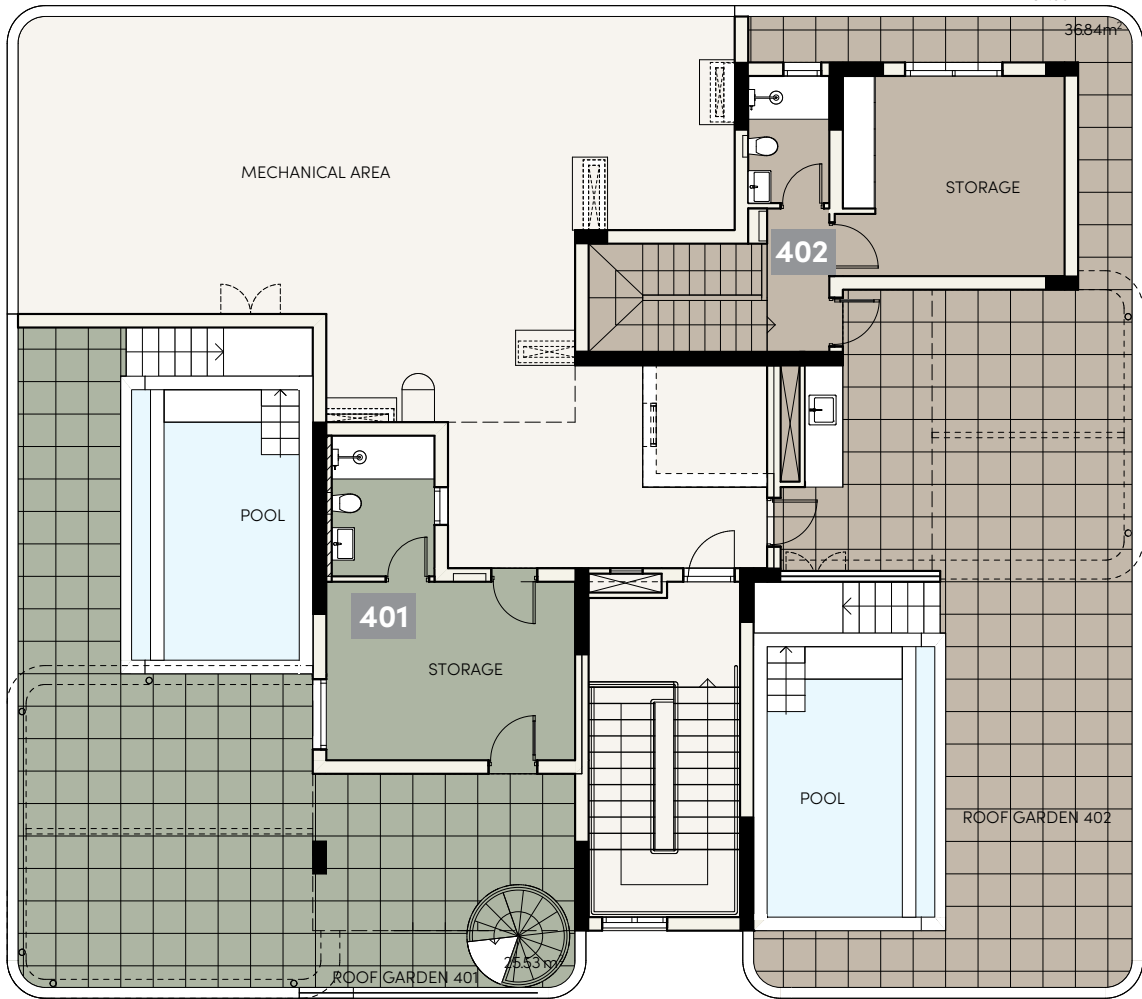 36.84m²
MECHANICAL AREA
STORAGE
402
POOL
401
STORAGE
POOL
ROOF GARDEN 402
25.53 m²
ROOF GARDEN 401